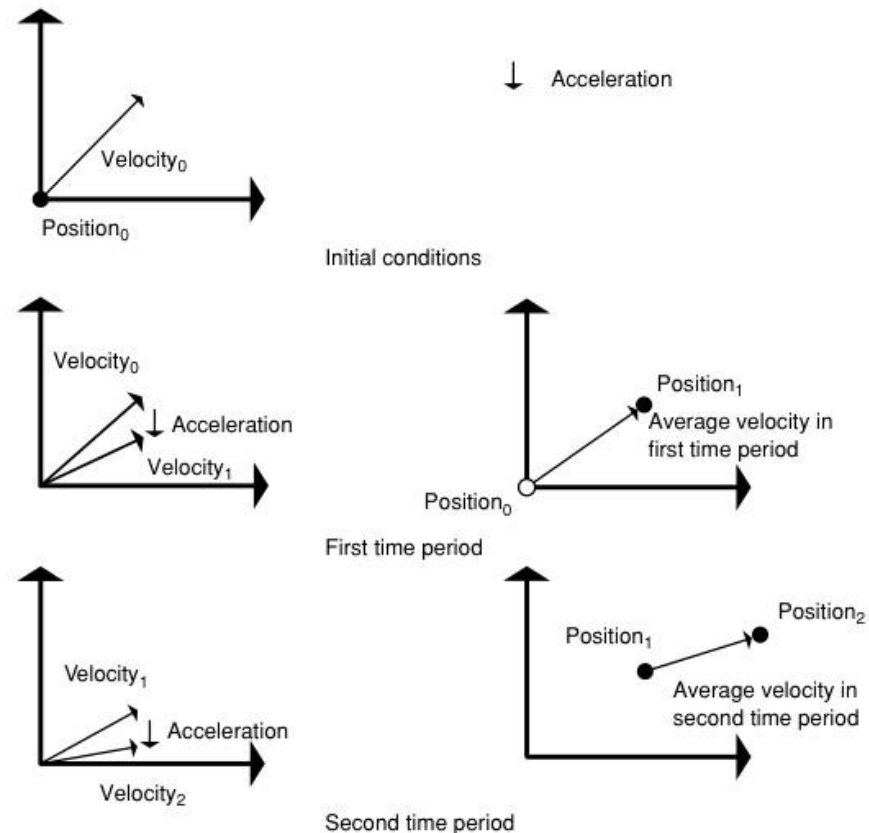 Acceleration
Velocity₀
Position₀
Initial conditions
Velocity₀
Acceleration
Velocity₁
Position₁
Average velocity in
first time period
Position₀
First time period
Velocity₁
Acceleration
Velocity₂
Position₂
Position₁
Average velocity in
second time period
Second time period